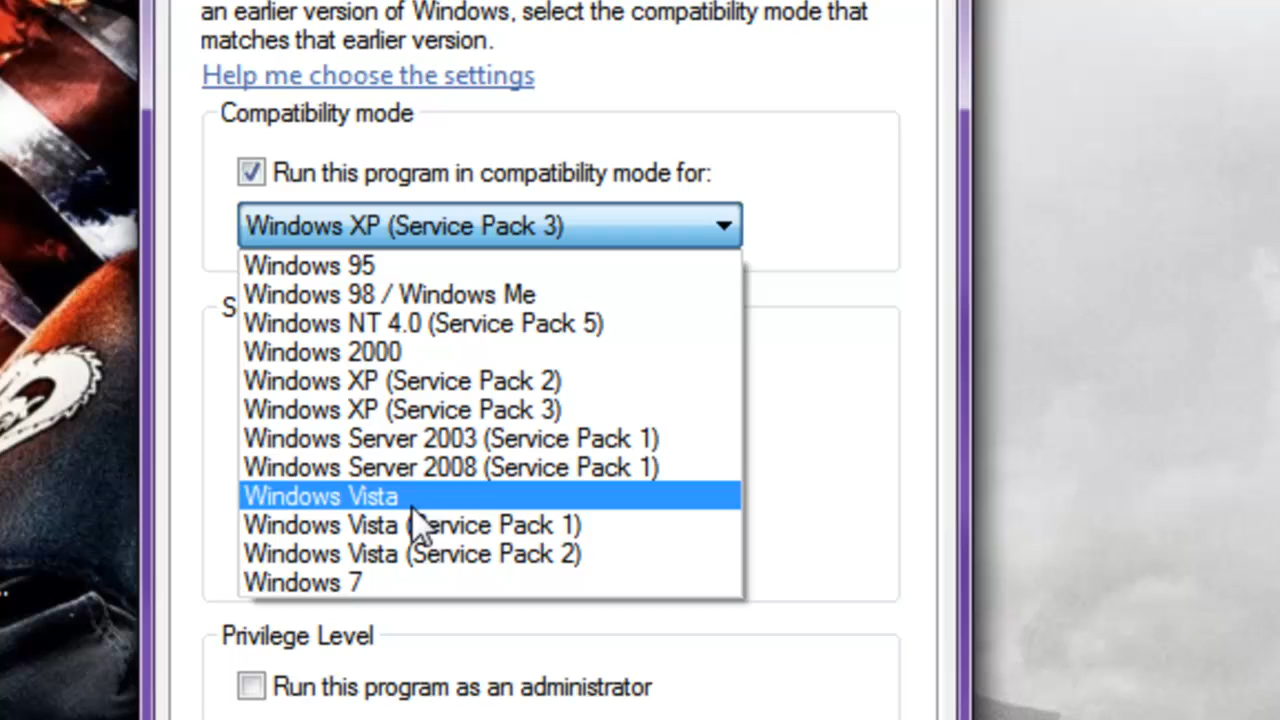 an earlier version of Windows, select the compatibility mode that
matches that earlier version.
Help me choose the settings
Compatibility mode
Run this program in compatibility mode for:
Windows XP (Service Pack 3)
Windows 95
Windows 98 / Windows Me
Windows NT 4.0 (Service Pack 5)
Windows 2000
Windows XP (Service Pack 2)
Windows XP (Service Pack 3)
Windows Server 2003 (Service Pack 1)
Windows Server 2008 (Service Pack 1)
Windows Vista
Windows Vista (Service Pack 1)
Windows Vista (Service Pack 2)
Windows 7
Privilege Level
Run this program as an administrator